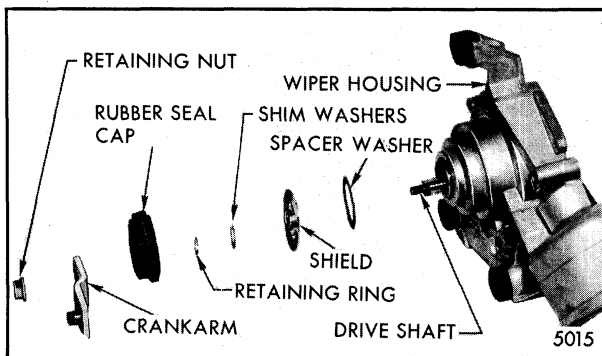 RETAINING NUT
WIPER HOUSING
RUBBER SEAL
CAP
SHIM WASHERS
SPACER WASHER
SHIELD
RETAINING RING
CRANKARM
DRIVE SHAFT
5015